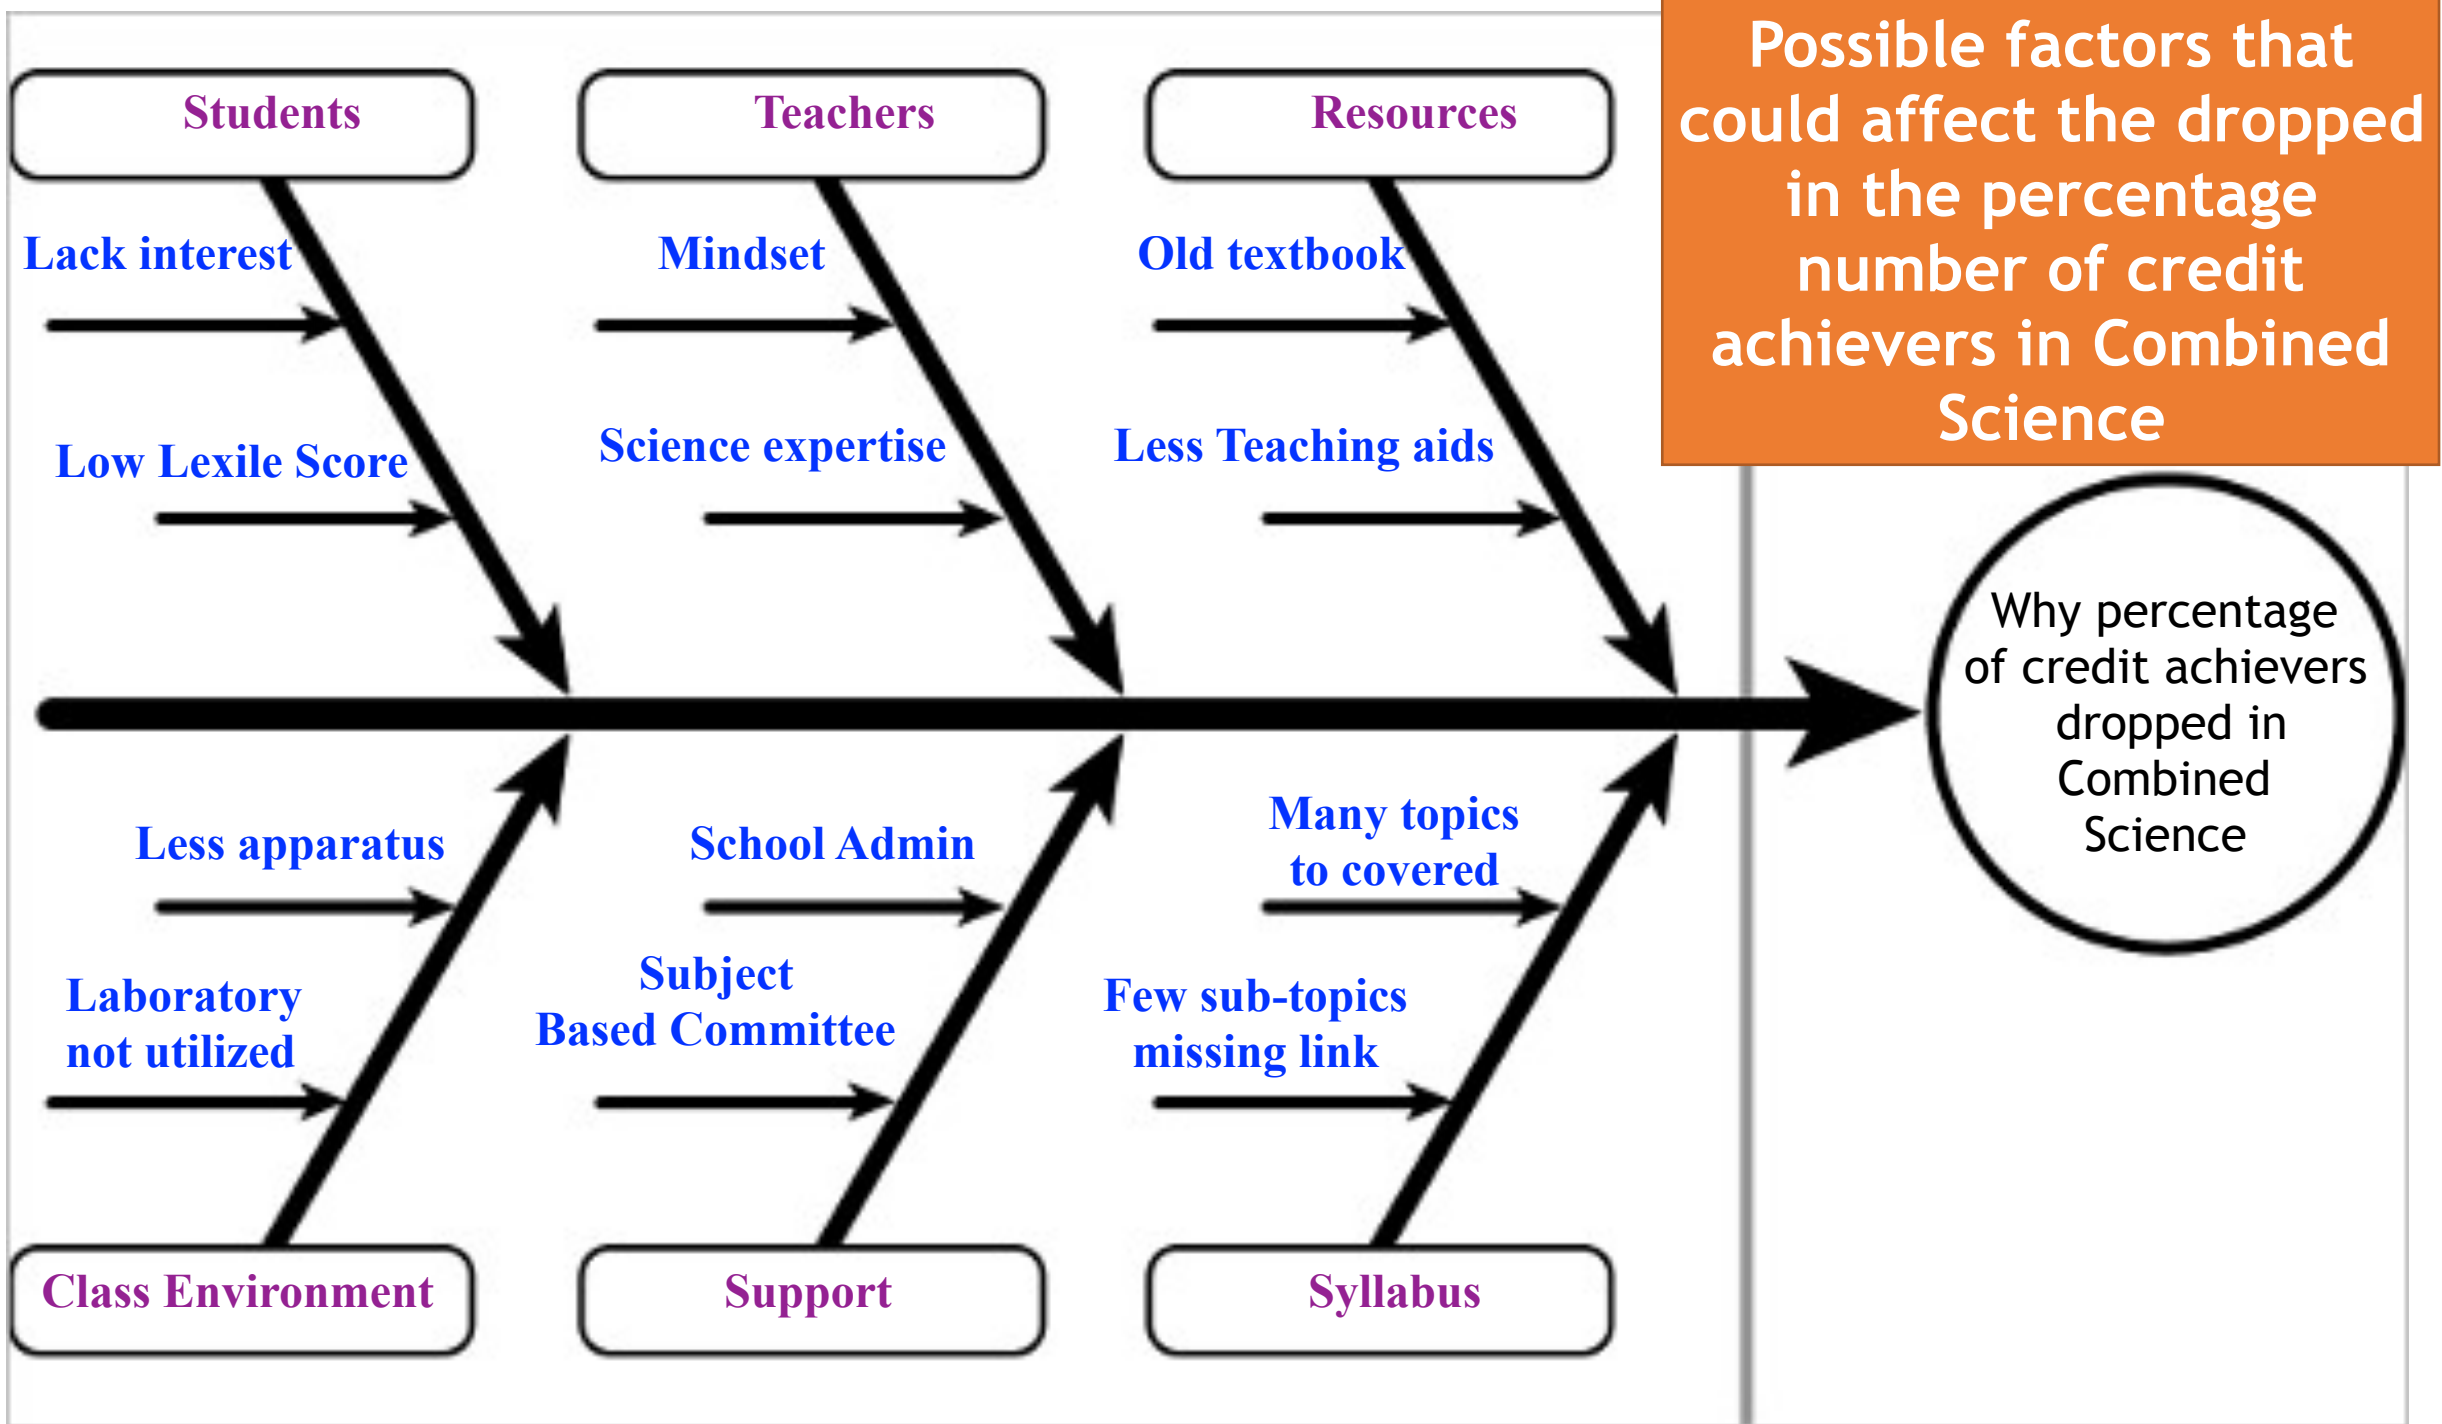 Possible factors that
could affect the dropped
in the percentage
number of credit
achievers in Combined
Science
Students
Teachers
Resources
Lack interest
Mindset
Old textbook
Low Lexile Score
Science expertise
Less Teaching aids
Why percentage
of credit achievers
dropped in
Combined
Science
Less apparatus
School Admin
Many topics
to covered
Laboratory
not utilized
Subject
Based Committee
Few sub-topics
missing link
Class Environment
Support
Syllabus